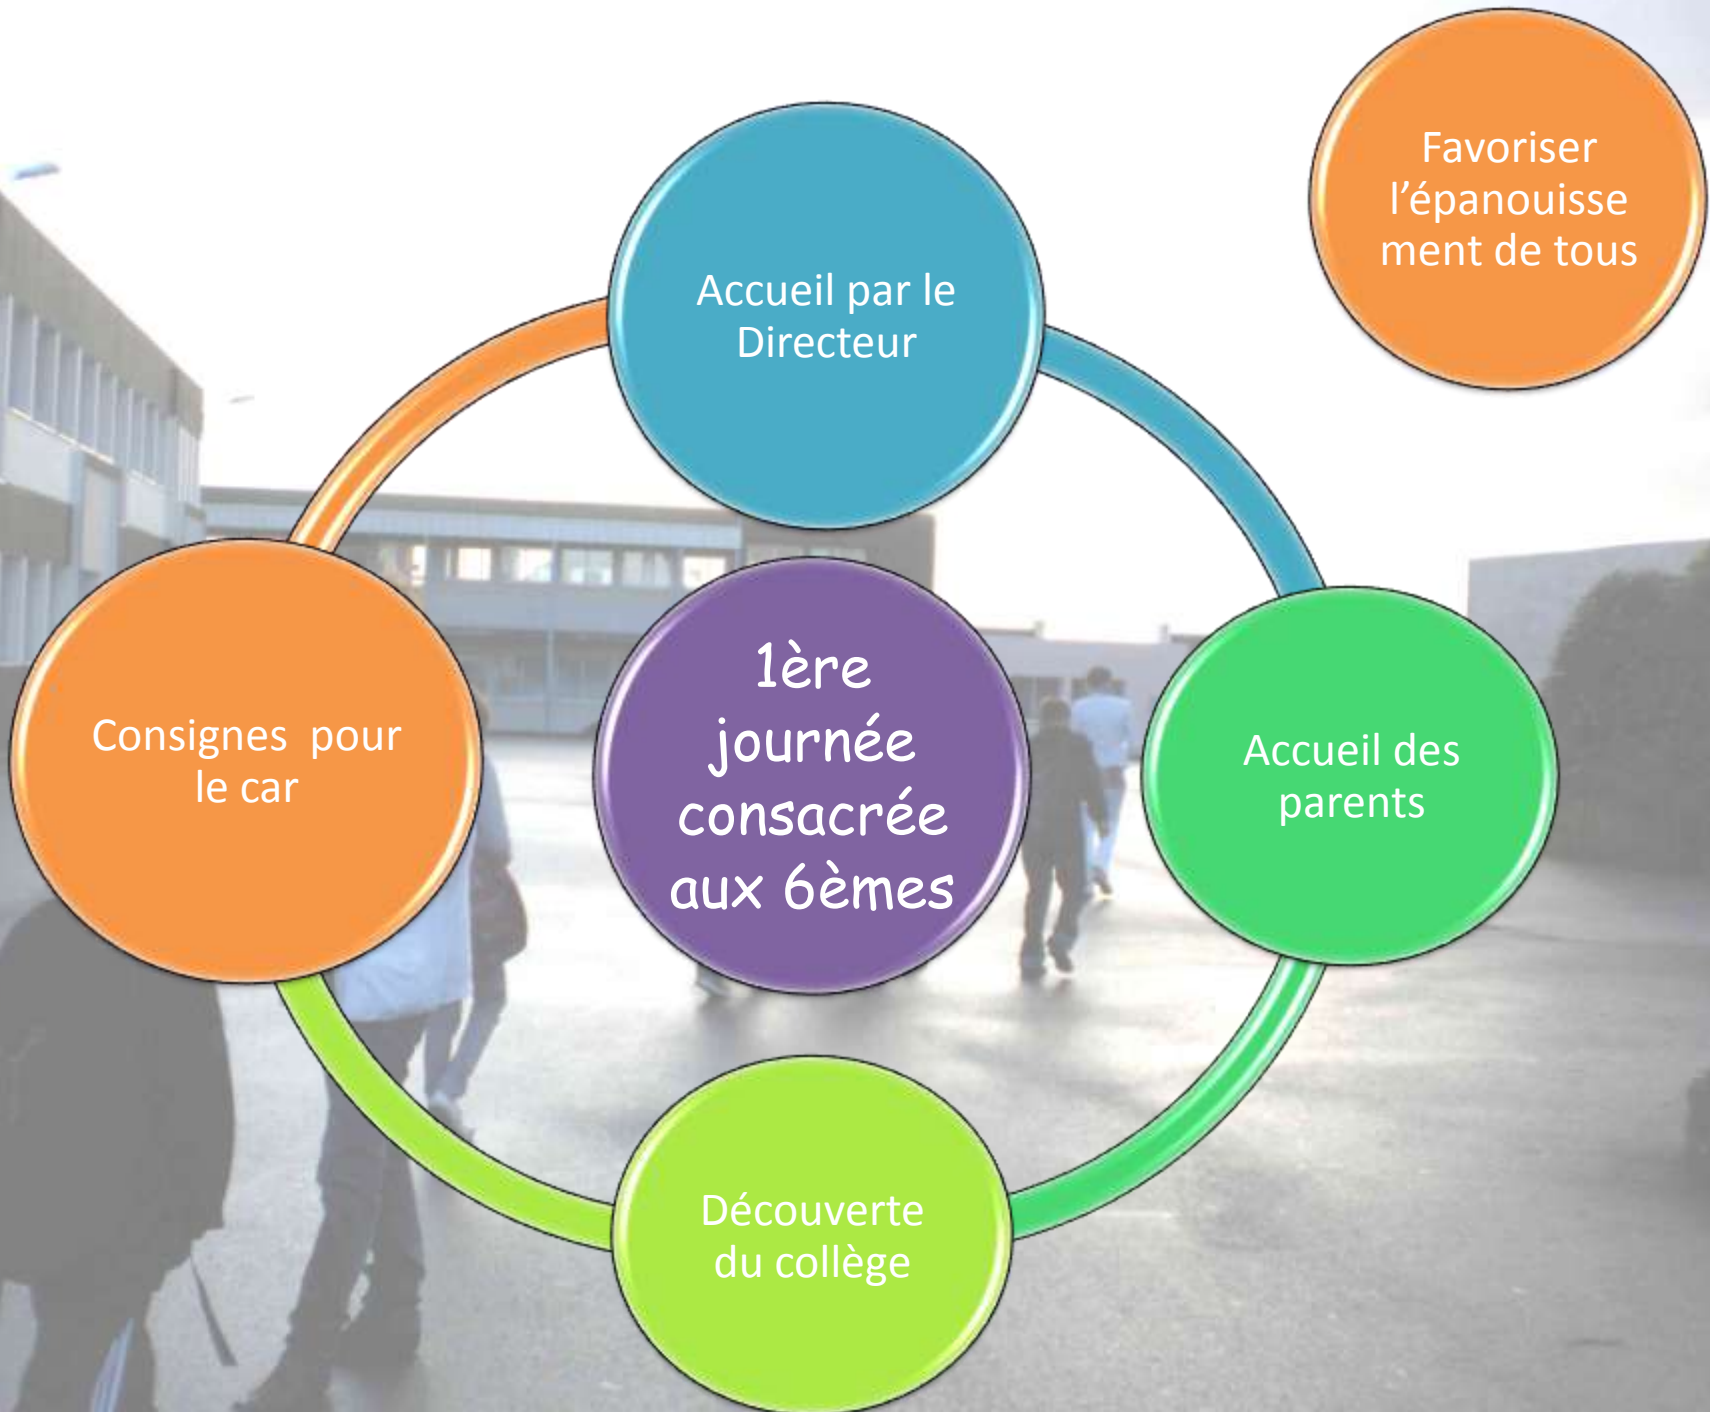 Favoriser
l’épanouisse
ment de tous
Accueil par le
Directeur
1ère
journée
consacrée
aux 6èmes
Consignes  pour
le car
Accueil des
parents
Découverte
du collège